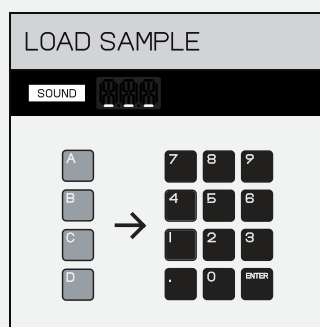 LOAD SAMPLE
SOUND
A 7 8 9
B 4 5 6
C 1 2 3
D . 0 ENTER